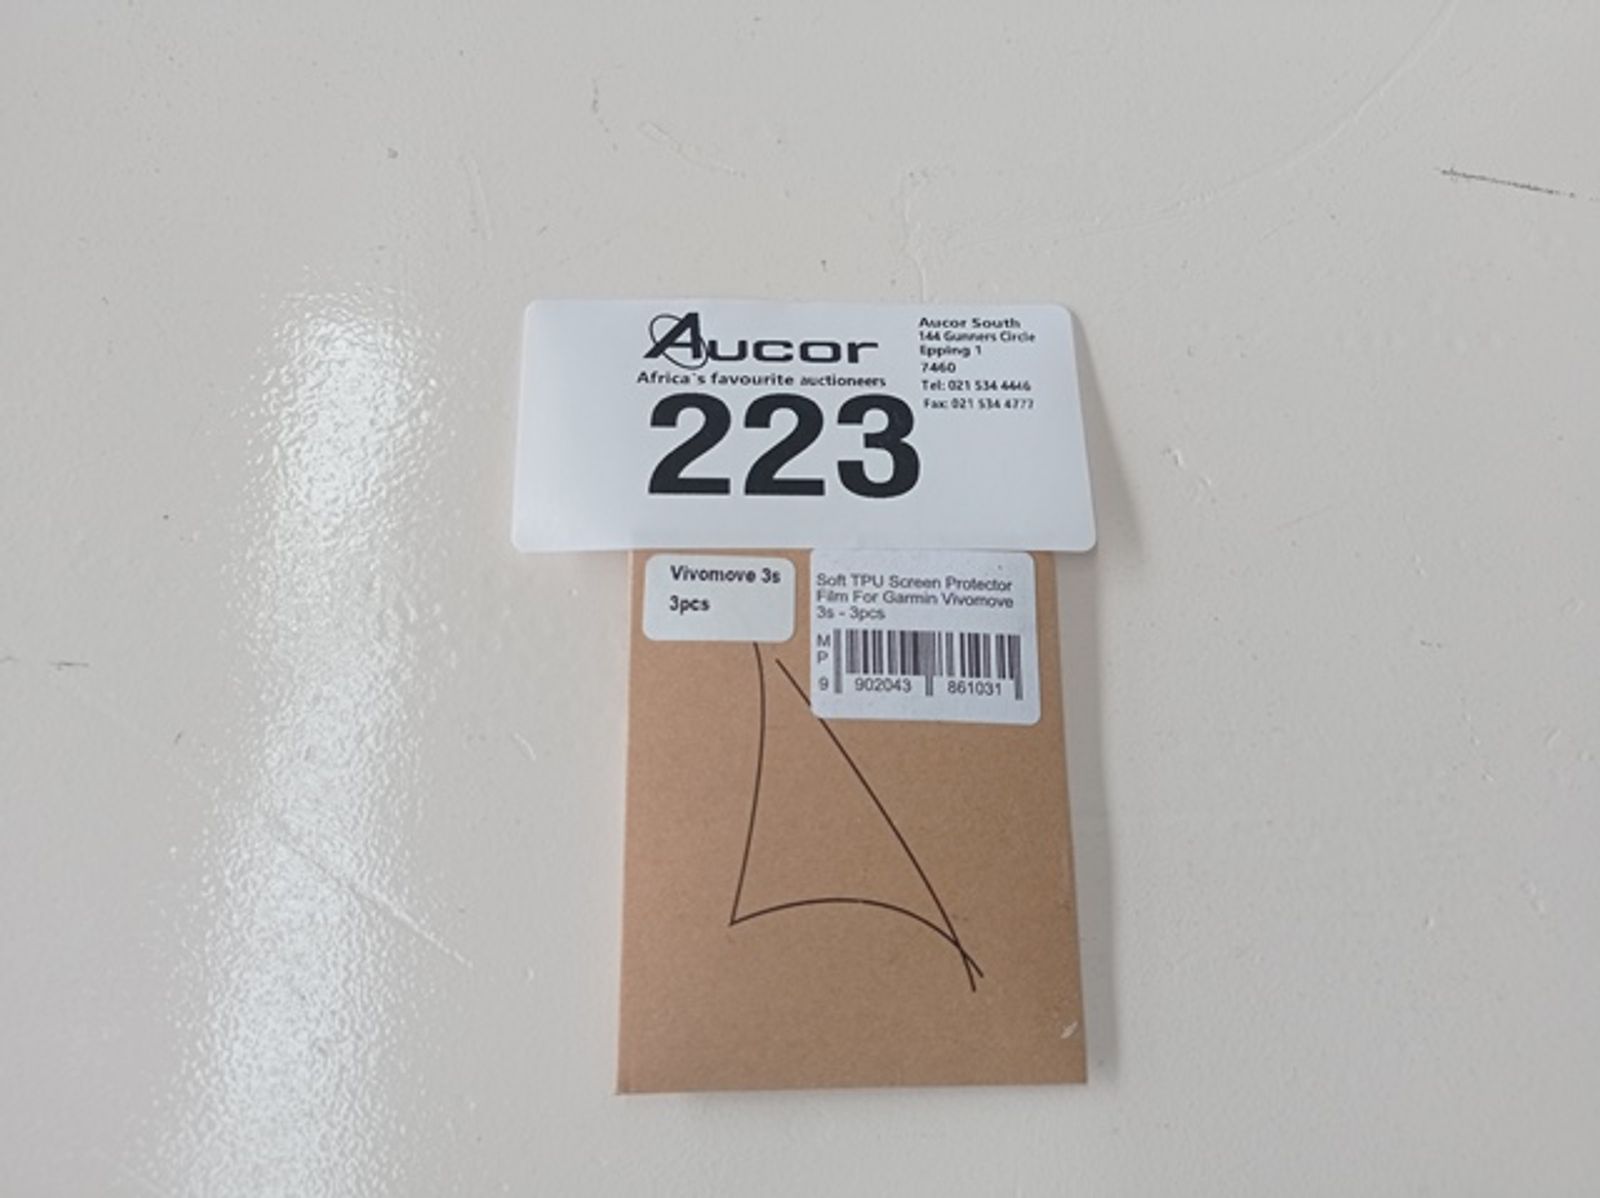 Aucor
Africa's favourite auctioneers
223
Aucor South
144 Gunners Circle
Epping 1
7460
Tel: 021 534 4446
Fax: 021 534 4777
Vivomove 3s
3pcs
Soft TPU Screen Protector
Film For Garmin Vivomove
3s - 3pcs
M
P
9 902043 861031